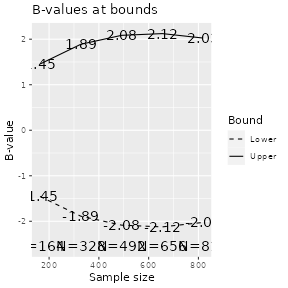 B-values at bounds
2
1
0
-1
-2
B-value
1.89
2.08
2.12
-1.89
-2.08
-2.12
200
400
600
800
Sample size
Bound
Lower
Upper